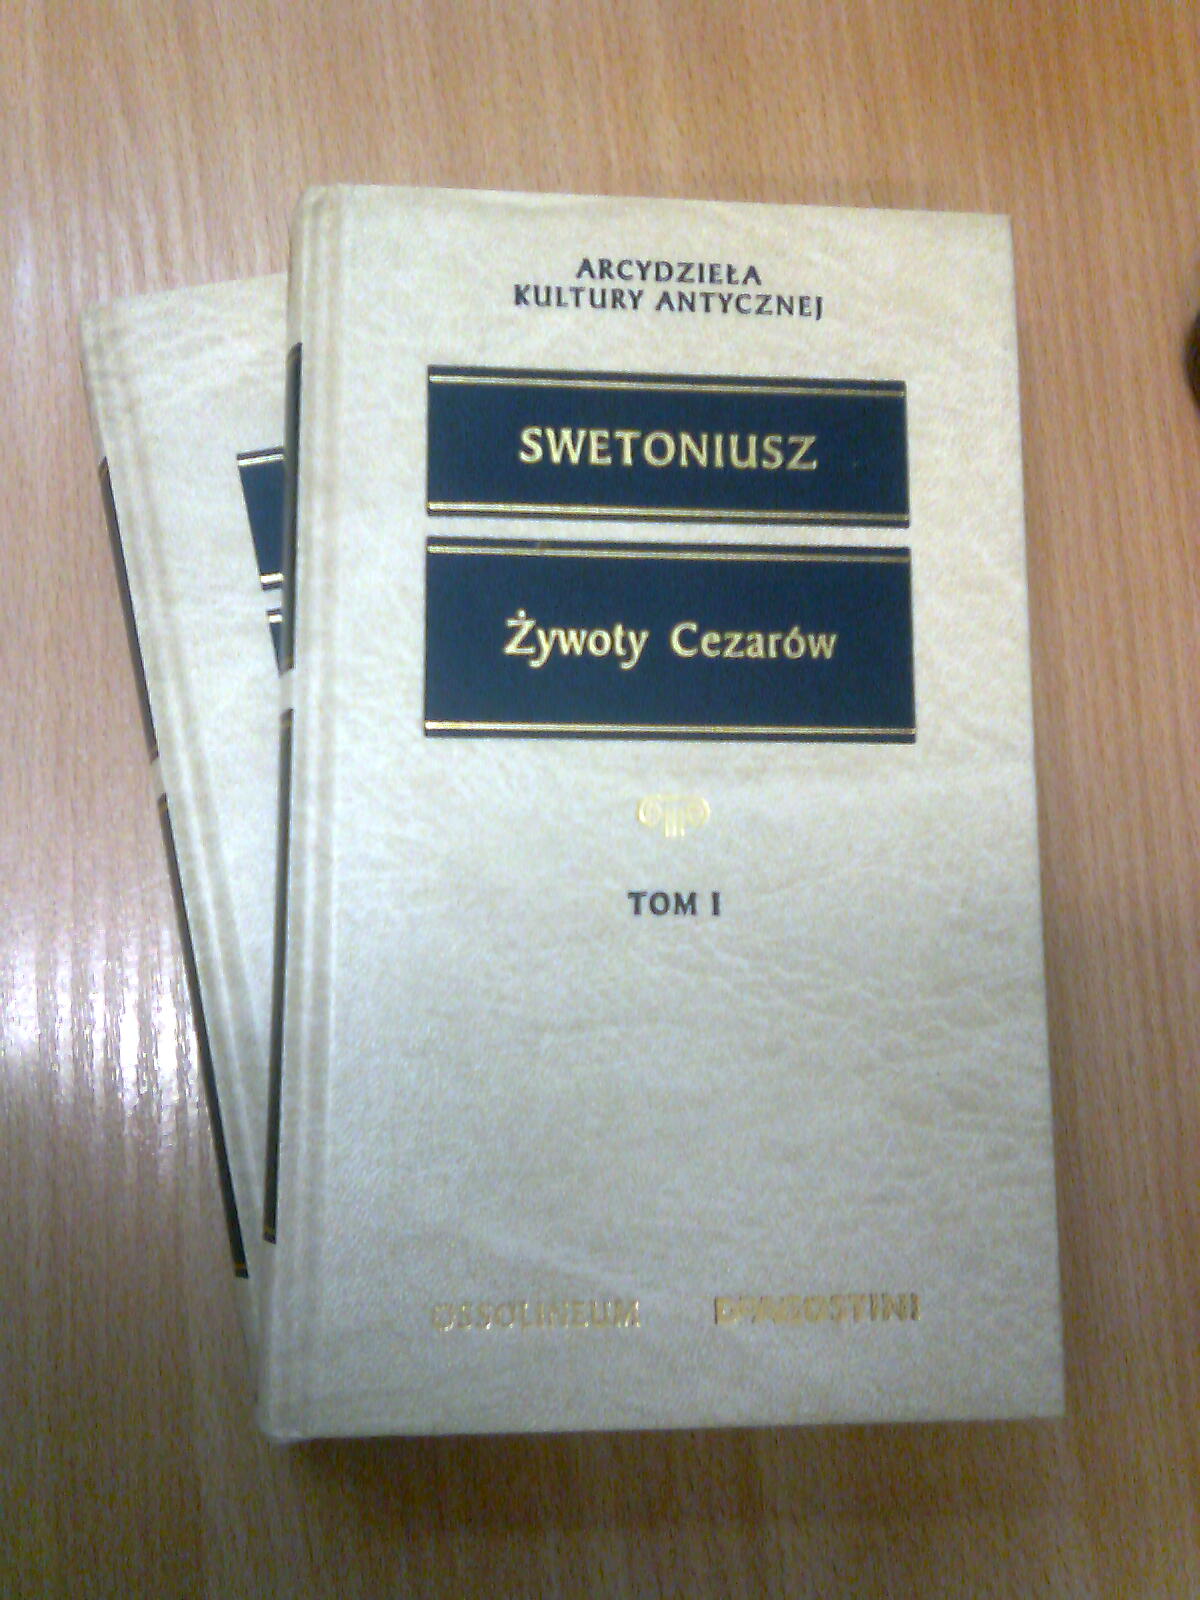 ARCYDZIEŁA
KULTURY ANTYCZNEJ
SWETONIUSZ
Żywoty Cezarów
TOM I
OSSOLINEUM DEAGOSTINI